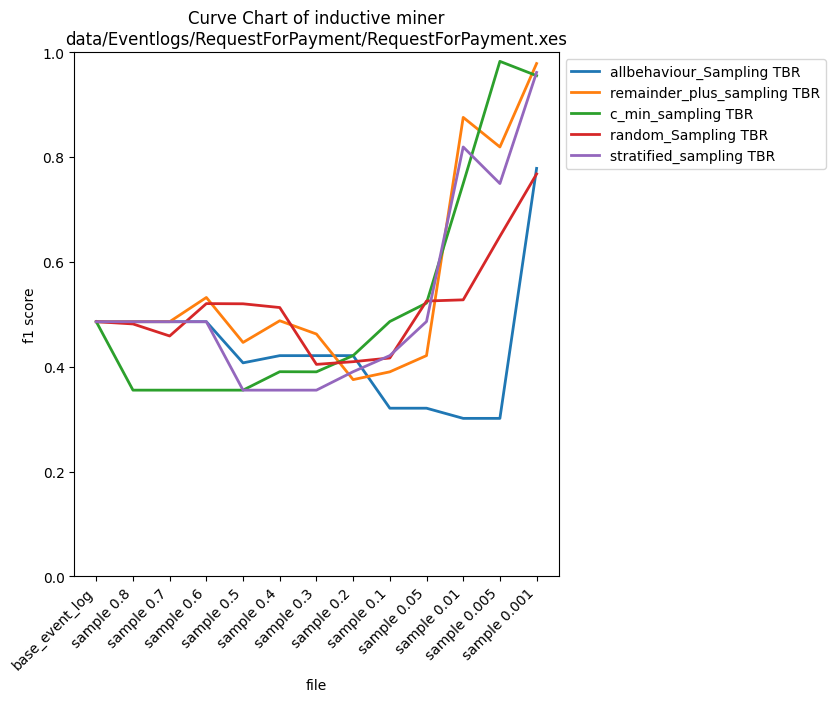 Curve Chart of inductive miner
data/Eventlogs/RequestForPayment/RequestForPayment.xes
allbehaviour_Sampling TBR
remainder_plus_sampling TBR
c_min_sampling TBR
random_Sampling TBR
stratified_sampling TBR
f1 score
1.0
0.8
0.6
0.4
0.2
0.0
base_event_log
sample 0.8
sample 0.7
sample 0.6
sample 0.5
sample 0.4
sample 0.3
sample 0.2
sample 0.1
sample 0.05
sample 0.01
sample 0.005
sample 0.001
file